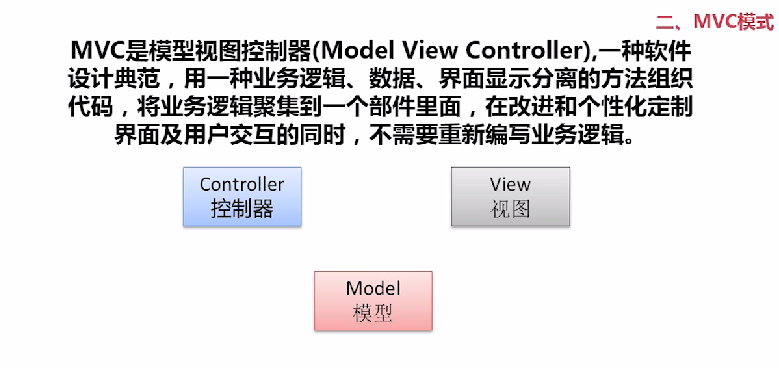 二、MVC模式
MVC是模型视图控制器(Model View Controller),一种软件
设计典范，用一种业务逻辑、数据、界面显示分离的方法组织
代码，将业务逻辑聚集到一个部件里面，在改进和个性化定制
界面及用户交互的同时，不需要重新编写业务逻辑。
Controller
控制器
View
视图
Model
模型